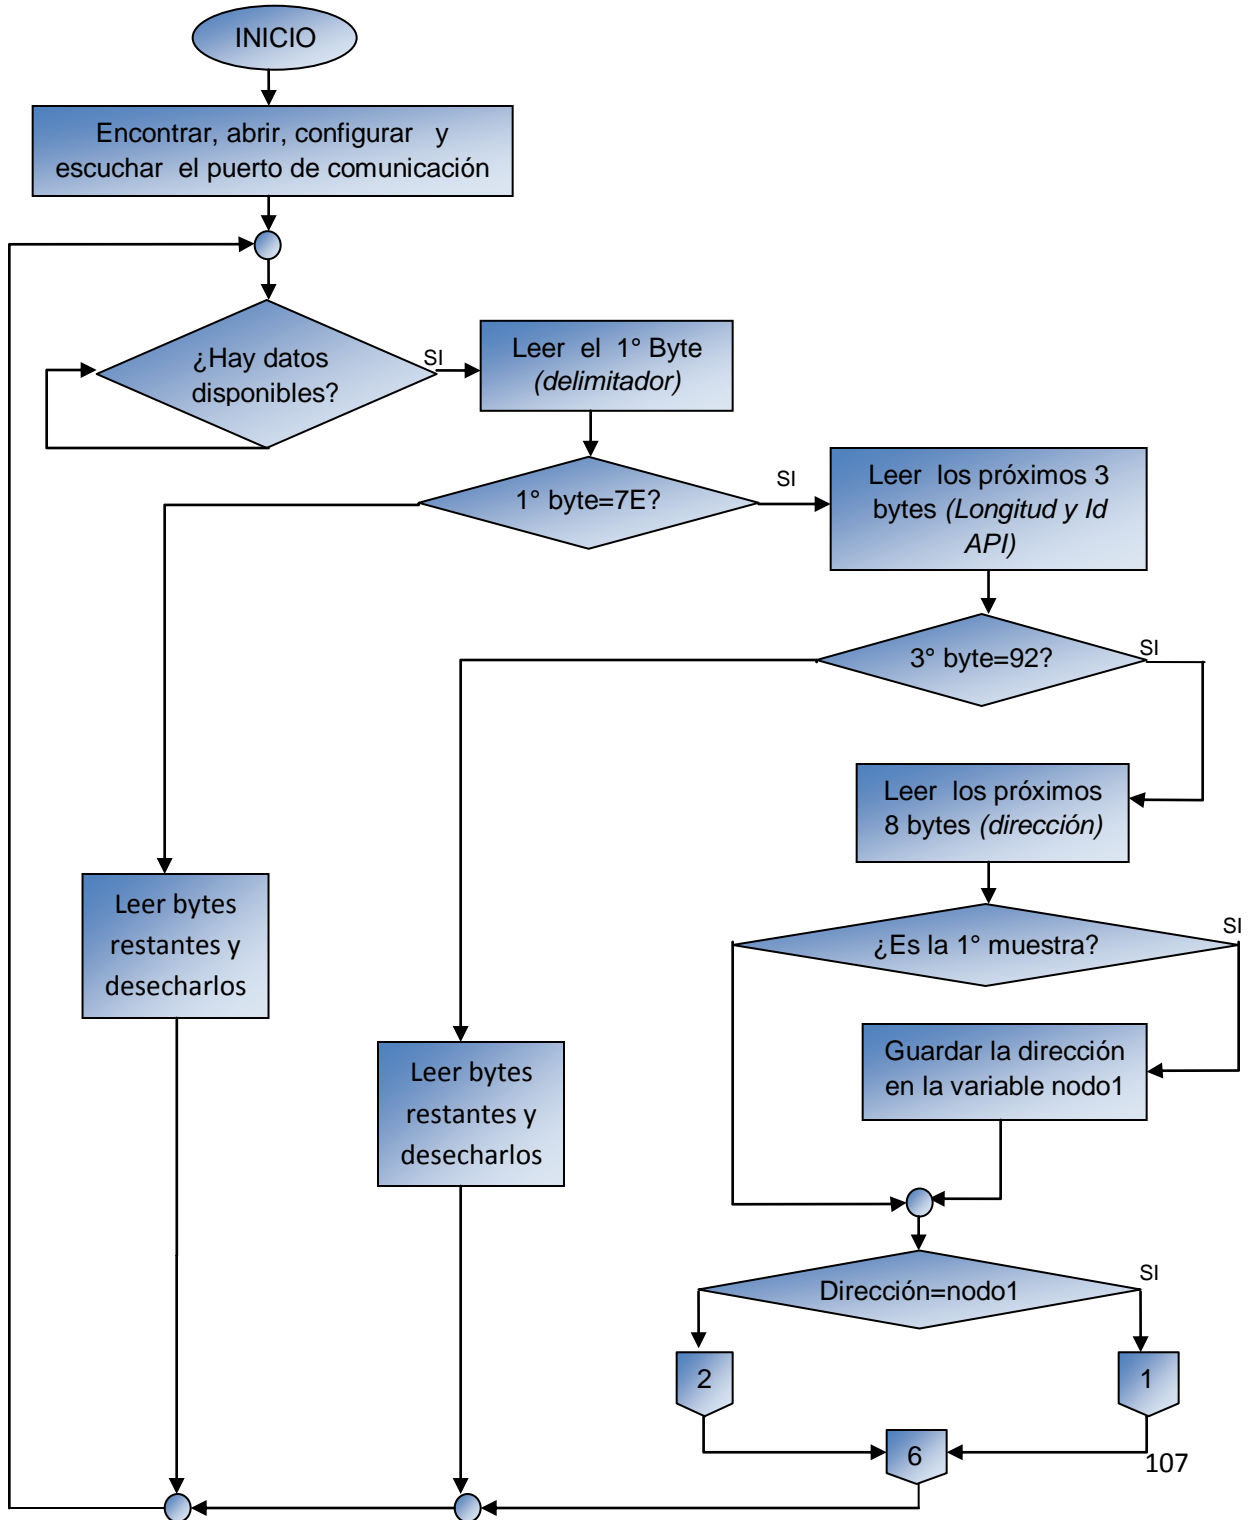 INICIO
Encontrar, abrir, configurar y
escuchar el puerto de comunicación
¿Hay datos
disponibles?
SI
Leer el 1° Byte
(delimitador)
1° byte=7E?
SI
Leer los próximos 3
bytes (Longitud y Id
API)
3° byte=92?
SI
Leer los próximos
8 bytes (dirección)
¿Es la 1° muestra?
SI
Leer bytes
restantes y
desecharlos
Guardar la dirección
en la variable nodo1
Leer bytes
restantes y
desecharlos
Dirección=nodo1
SI
2
1
6
107